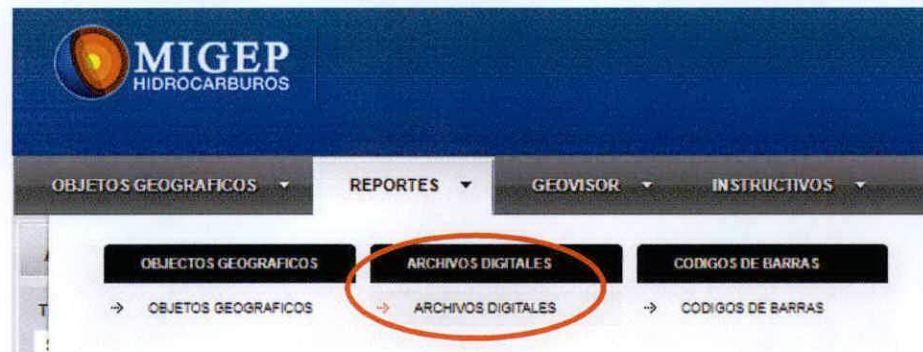 MIGEP
HIDROCARBUROS
OBJETOS GEOGRAFICOS REPORTES GEOVISOR INSTRUCTIVOS
OBJECTOS GEOGRAFICOS ARCHIVOS DIGITALES CODIGOS DE BARRAS
OBJETOS GEOGRAFICOS ARCHIVOS DIGITALES CODIGOS DE BARRAS
T